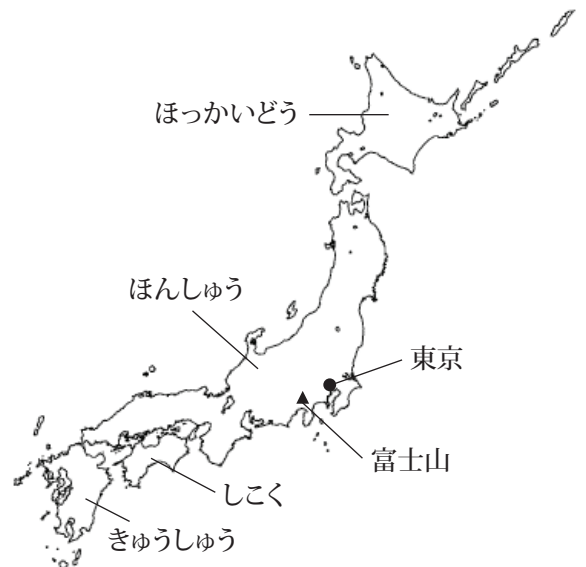 ほっかいどう
ほんしゅう
東京
富士山
しこく
きゅうしゅう